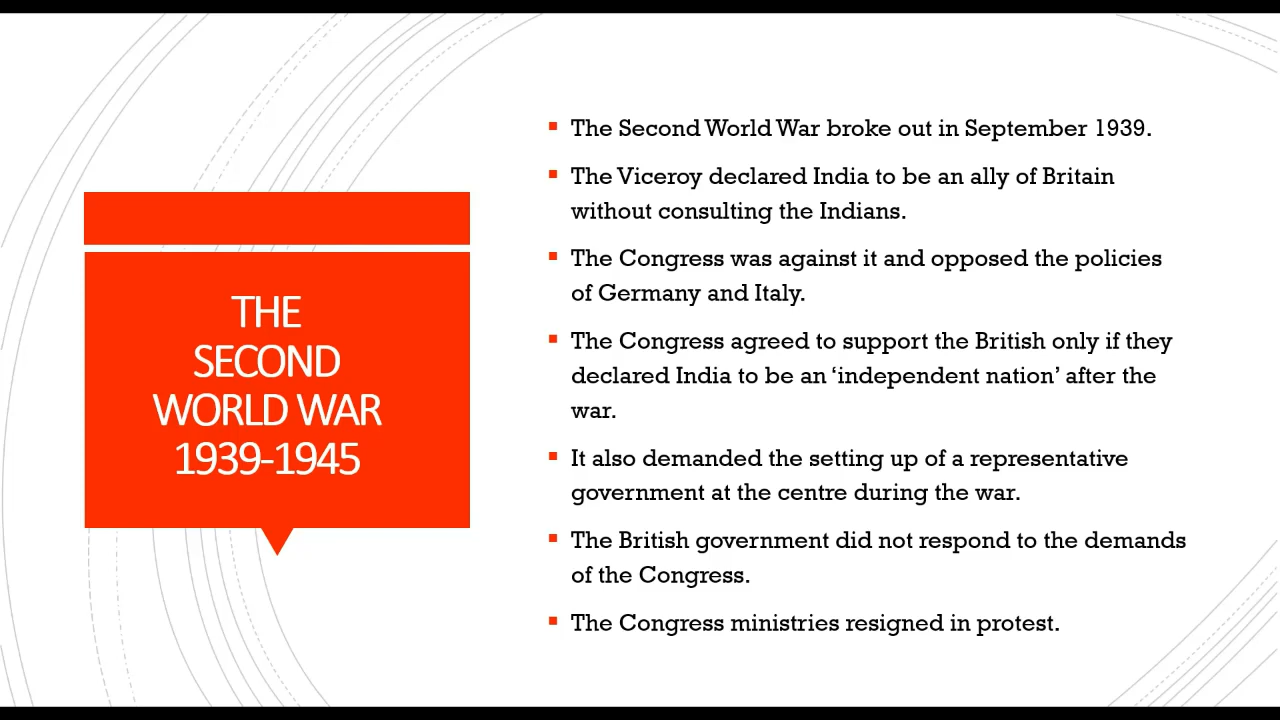 THE
SECOND
WORLD WAR
1939-1945
The Second World War broke out in September 1939.
The Viceroy declared India to be an ally of Britain
without consulting the Indians.
The Congress was against it and opposed the policies
of Germany and Italy.
The Congress agreed to support the British only if they
declared India to be an ‘independent nation’ after the
war.
It also demanded the setting up of a representative
government at the centre during the war.
The British government did not respond to the demands
of the Congress.
The Congress ministries resigned in protest.